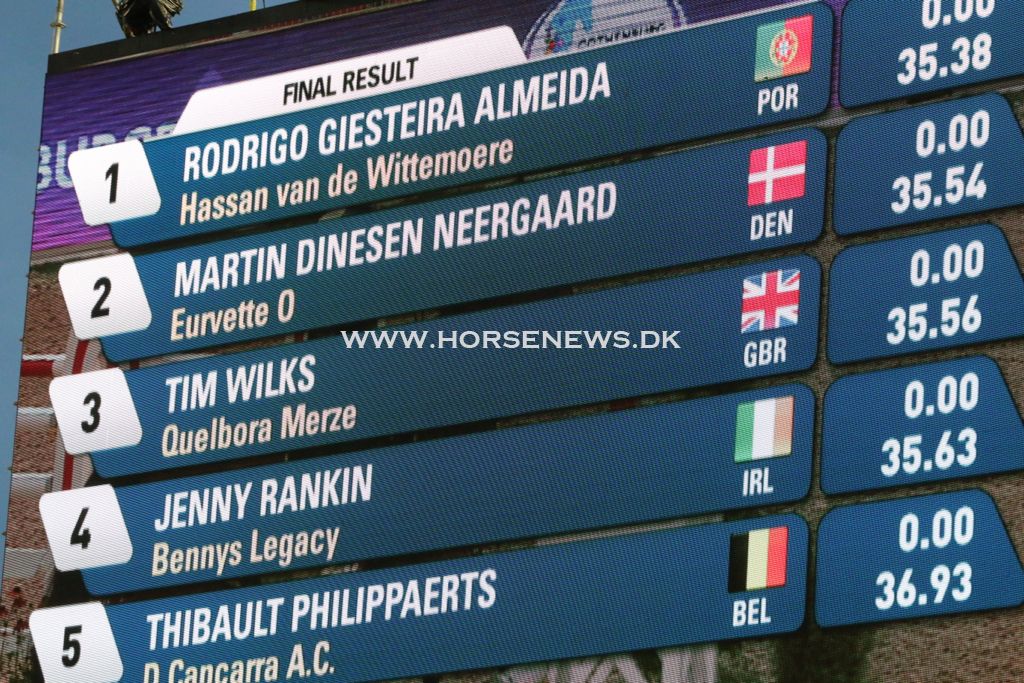 GOTHENBURG
FINAL RESULT
1 RODRIGO GIESTEIRA ALMEIDA POR 0.00
Hassan van de Wittemoere 35.38
2 MARTIN DINESEN NEERGAARD DEN 0.00
Eurvette O 35.54
3 TIM WILKS GBR 0.00
Quelbora Merze 35.56
4 JENNY RANKIN IRL 0.00
Bennys Legacy 35.63
5 THIBAULT PHILIPPAERTS BEL 0.00
D Cancarra A.C. 36.93
WWW.HORSENEWS.DK